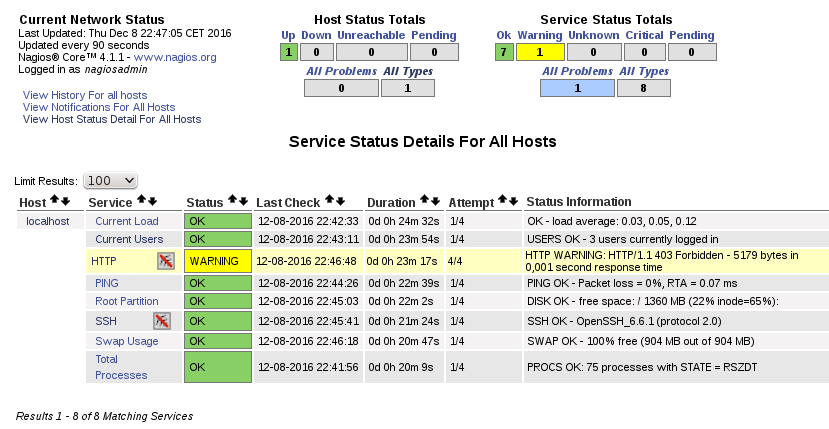 Current Network Status
Last Updated: Thu Dec 8 22:47:05 CET 2016
Updated every 90 seconds
Nagios® Core™ 4.1.1 - www.nagios.org
Logged in as nagiosadmin
View History For all hosts
View Notifications For All Hosts
View Host Status Detail For All Hosts
Host Status Totals
Up Down Unreachable Pending
1 0 0 0
All Problems All Types
0 1
Service Status Totals
Ok Warning Unknown Critical Pending
7 1 0 0 0
All Problems All Types
1 8
Service Status Details For All Hosts
Limit Results: 100
Host Service Status Last Check Duration Attempt Status Information
localhost Current Load OK 12-08-2016 22:42:33 0d 0h 24m 32s 1/4 OK - load average: 0.03, 0.05, 0.12
Current Users OK 12-08-2016 22:43:11 0d 0h 23m 54s 1/4 USERS OK - 3 users currently logged in
HTTP WARNING 12-08-2016 22:46:48 0d 0h 23m 17s 4/4 HTTP WARNING: HTTP/1.1 403 Forbidden - 5179 bytes in
0,001 second response time
PING OK 12-08-2016 22:44:26 0d 0h 22m 39s 1/4 PING OK - Packet loss = 0%, RTA = 0.07 ms
Root Partition OK 12-08-2016 22:45:03 0d 0h 22m 2s 1/4 DISK OK - free space: / 1360 MB (22% inode=65%):
SSH OK 12-08-2016 22:45:41 0d 0h 21m 24s 1/4 SSH OK - OpenSSH_6.6.1 (protocol 2.0)
Swap Usage OK 12-08-2016 22:46:18 0d 0h 20m 47s 1/4 SWAP OK - 100% free (904 MB out of 904 MB)
Total
Processes OK 12-08-2016 22:41:56 0d 0h 20m 9s 1/4 PROCS OK: 75 processes with STATE = RSZDT
Results 1 - 8 of 8 Matching Services